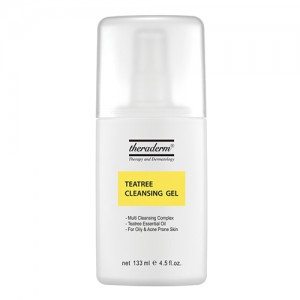 theraderm®
Therapy and Dermatology
TEATREE
CLEANSING GEL
- Multi Cleansing Complex
- Teatree Essential Oil
- For Oily & Acne Prone Skin
net 133 ml e 4.5 fl.oz.